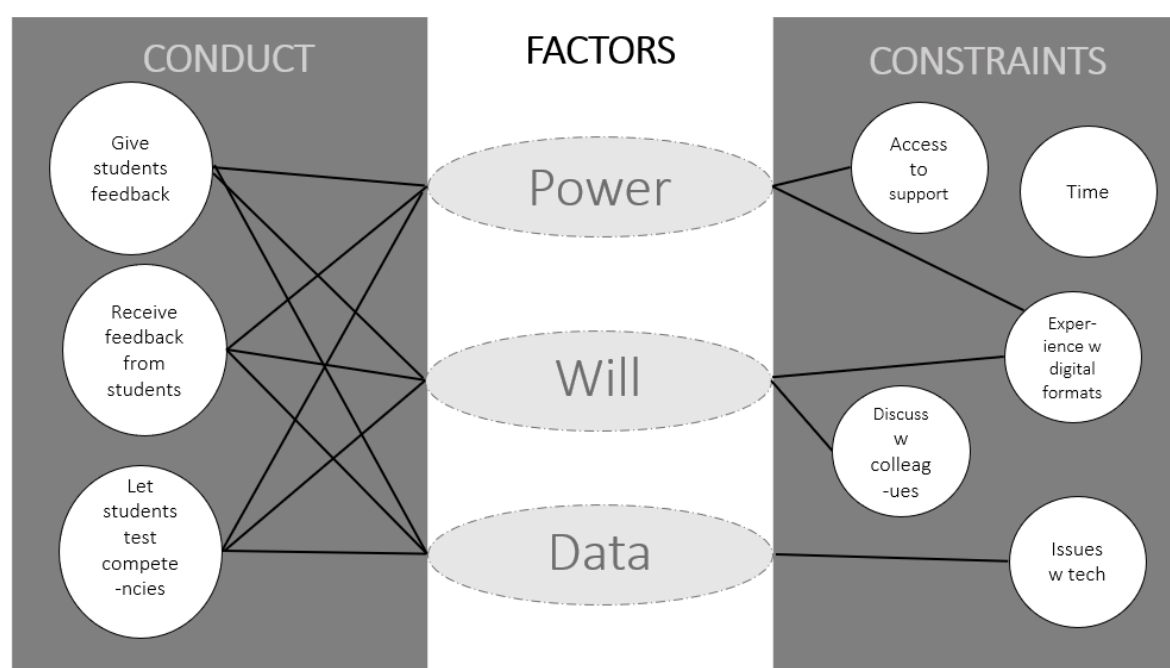 CONDUCT
Give
students
feedback
Receive
feedback
from
students
Let
students
test
compete
-ncies
FACTORS
Power
Will
Data
CONSTRAINTS
Access
to
support
Time
Exper-
ience w
digital
formats
Discuss
w
colleag
-ues
Issues
w tech